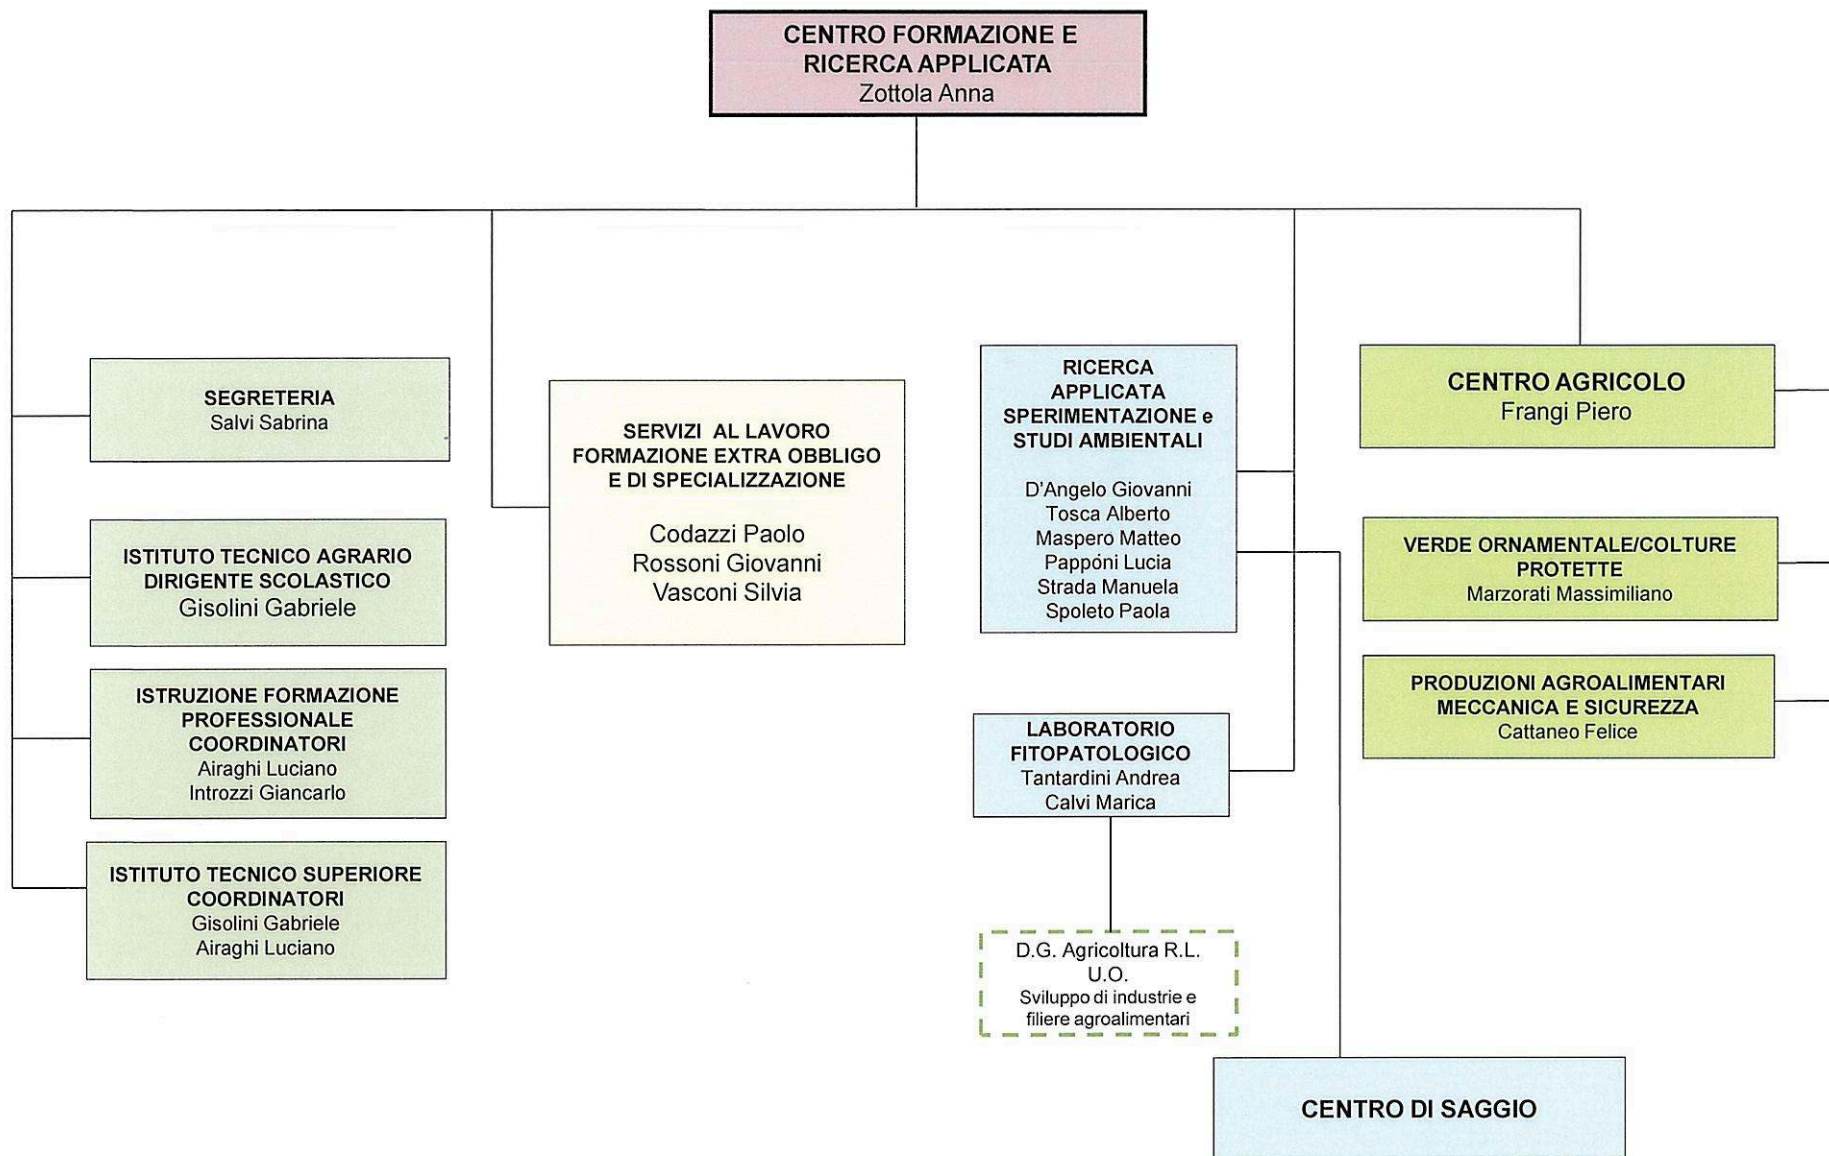 CENTRO FORMAZIONE E
RICERCA APPLICATA
Zottola Anna
SEGRETERIA
Salvi Sabrina
ISTITUTO TECNICO AGRARIO
DIRIGENTE SCOLASTICO
Gisolini Gabriele
ISTRUZIONE FORMAZIONE
PROFESSIONALE
COORDINATORI
Airaghi Luciano
Introzzi Giancarlo
ISTITUTO TECNICO SUPERIORE
COORDINATORI
Gisolini Gabriele
Airaghi Luciano
SERVIZI AL LAVORO
FORMAZIONE EXTRA OBBLIGO
E DI SPECIALIZZAZIONE
Codazzi Paolo
Rossoni Giovanni
Vasconi Silvia
RICERCA
APPLICATA
SPERIMENTAZIONE e
STUDI AMBIENTALI
D'Angelo Giovanni
Tosca Alberto
Maspero Matteo
Pappóni Lucia
Strada Manuela
Spoleto Paola
LABORATORIO
FITOPATOLOGICO
Tantardini Andrea
Calvi Marica
D.G. Agricoltura R.L.
U.O.
Sviluppo di industrie e
filiere agroalimentari
CENTRO DI SAGGIO
CENTRO AGRICOLO
Frangi Piero
VERDE ORNAMENTALE/COLTURE
PROTETTE
Marzorati Massimiliano
PRODUZIONI AGROALIMENTARI
MECCANICA E SICUREZZA
Cattaneo Felice